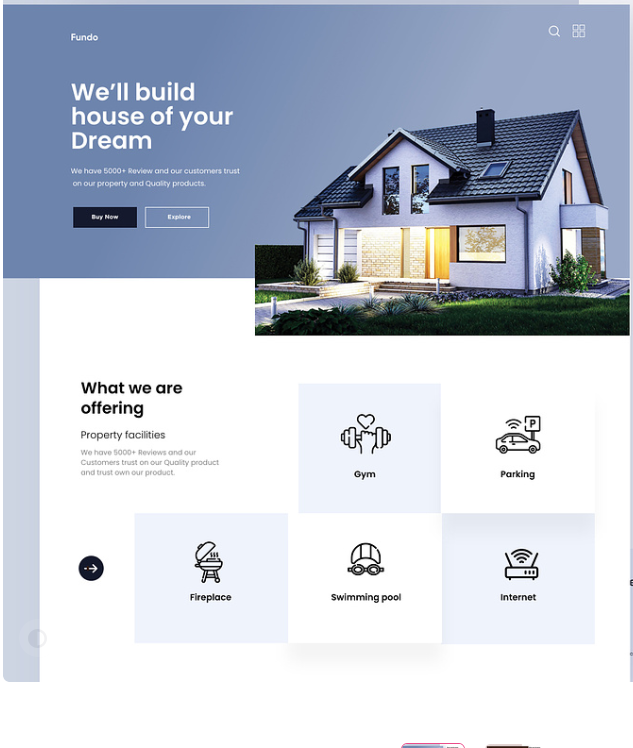 Fundo
We'll build
house of your
Dream
We have 5000+ Review and our customers trust
on our property and Quality products.
Buy Now
Explore
What we are
offering
Property facilities
We have 5000+ Reviews and our
Customers trust on our Quality product
and trust own our product.
Gym
P
Parking
Fireplace
Swimming pool
Internet